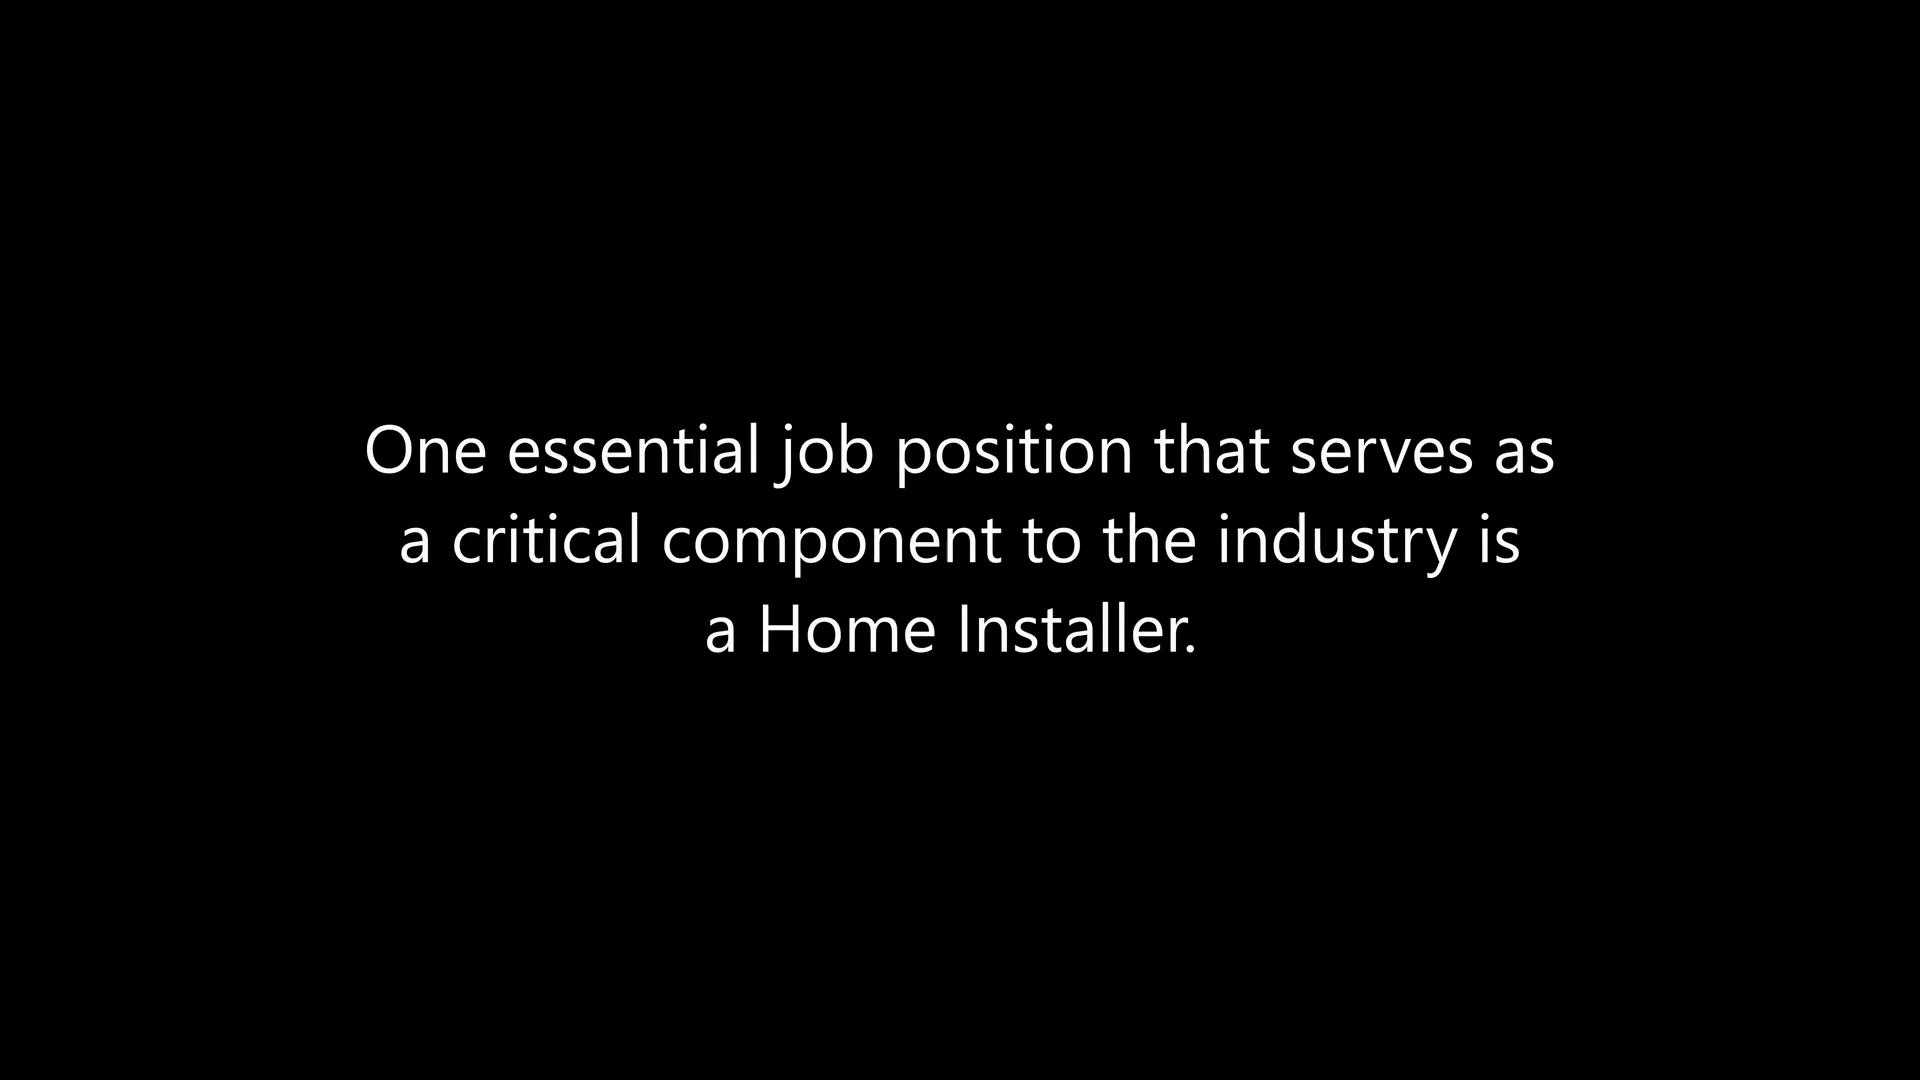 One essential job position that serves as
a critical component to the industry is
a Home Installer.